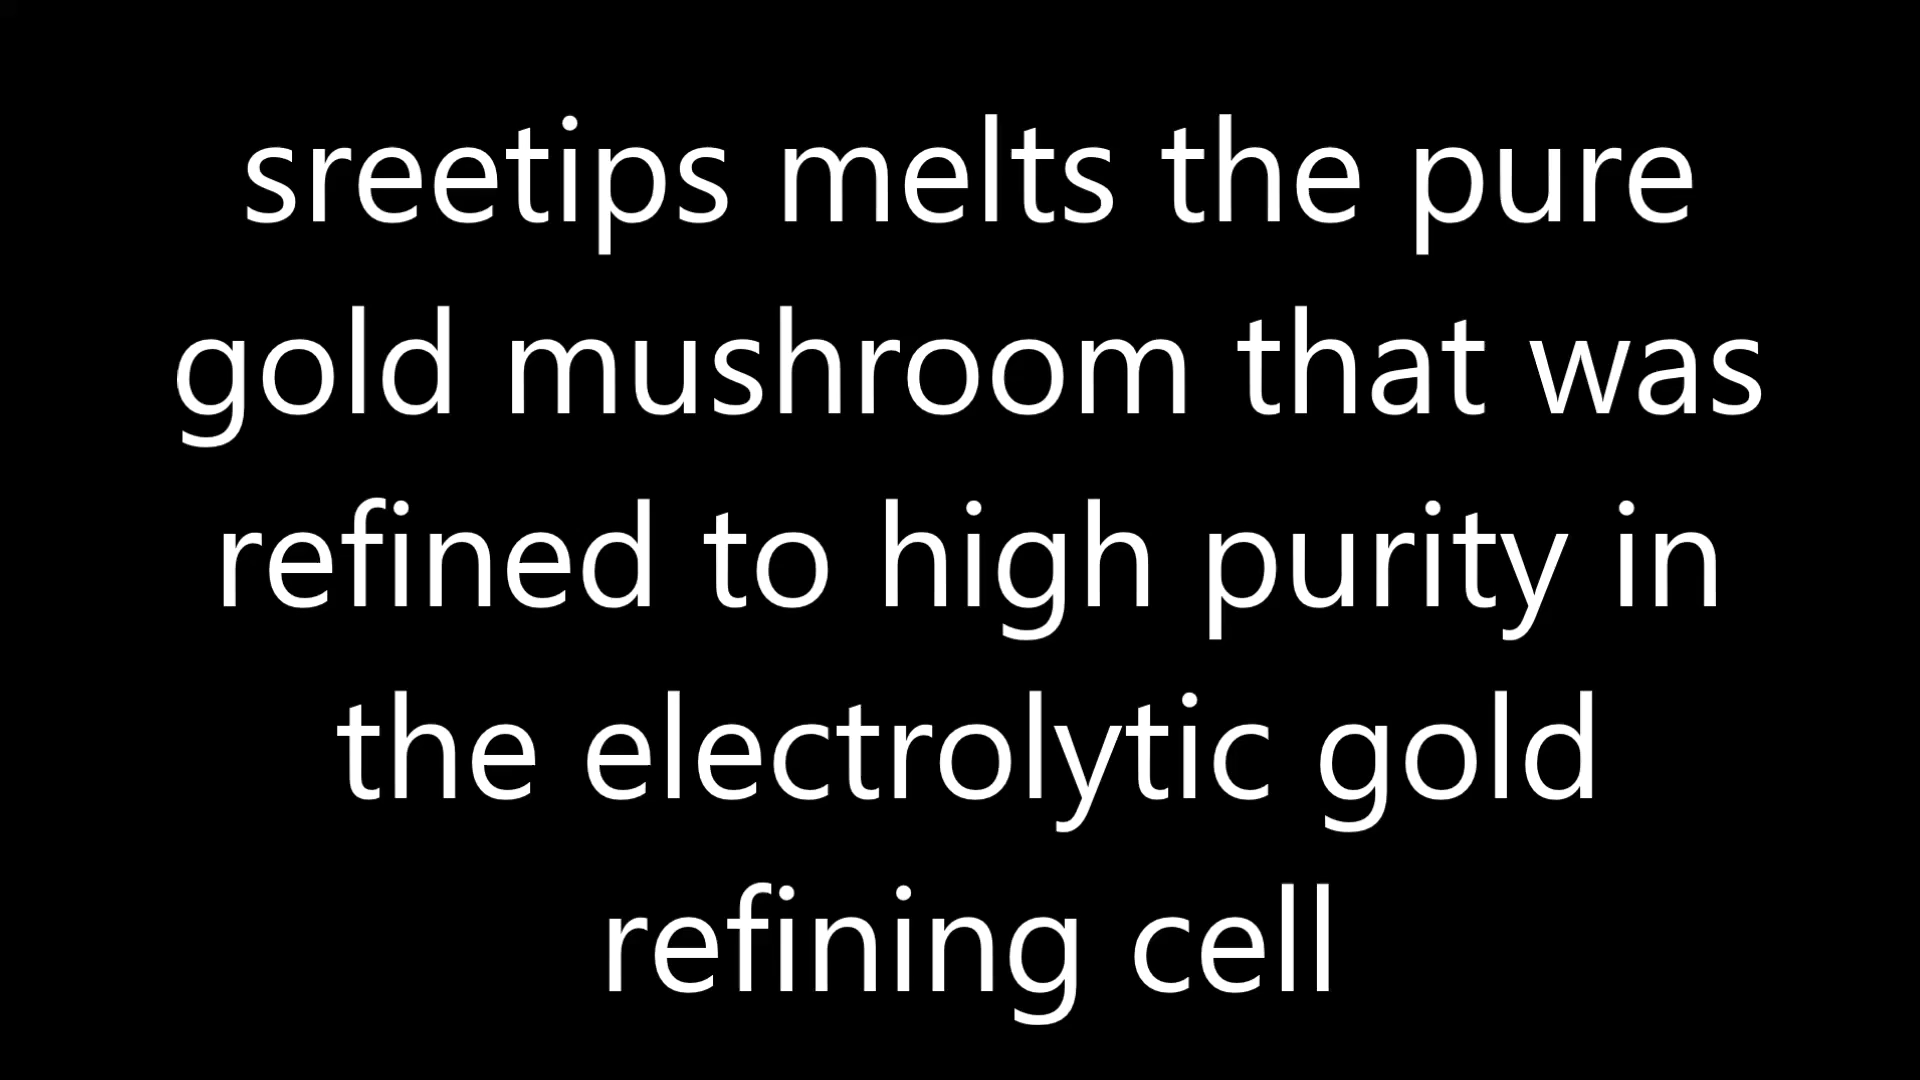 sreetips melts the pure
gold mushroom that was
refined to high purity in
the electrolytic gold
refining cell